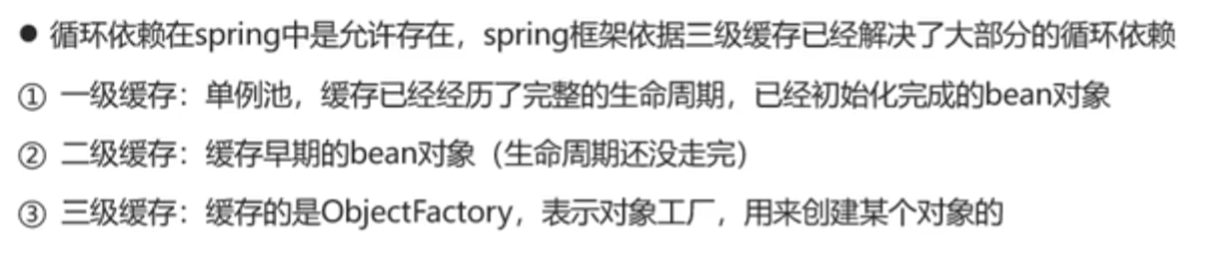 ● 循环依赖在spring中是允许存在，spring框架依据三级缓存已经解决了大部分的循环依赖
① 一级缓存：单例池，缓存已经经历了完整的生命周期，已经初始化完成的bean对象
② 二级缓存：缓存早期的bean对象（生命周期还没走完）
③ 三级缓存：缓存的是ObjectFactory，表示对象工厂，用来创建某个对象的